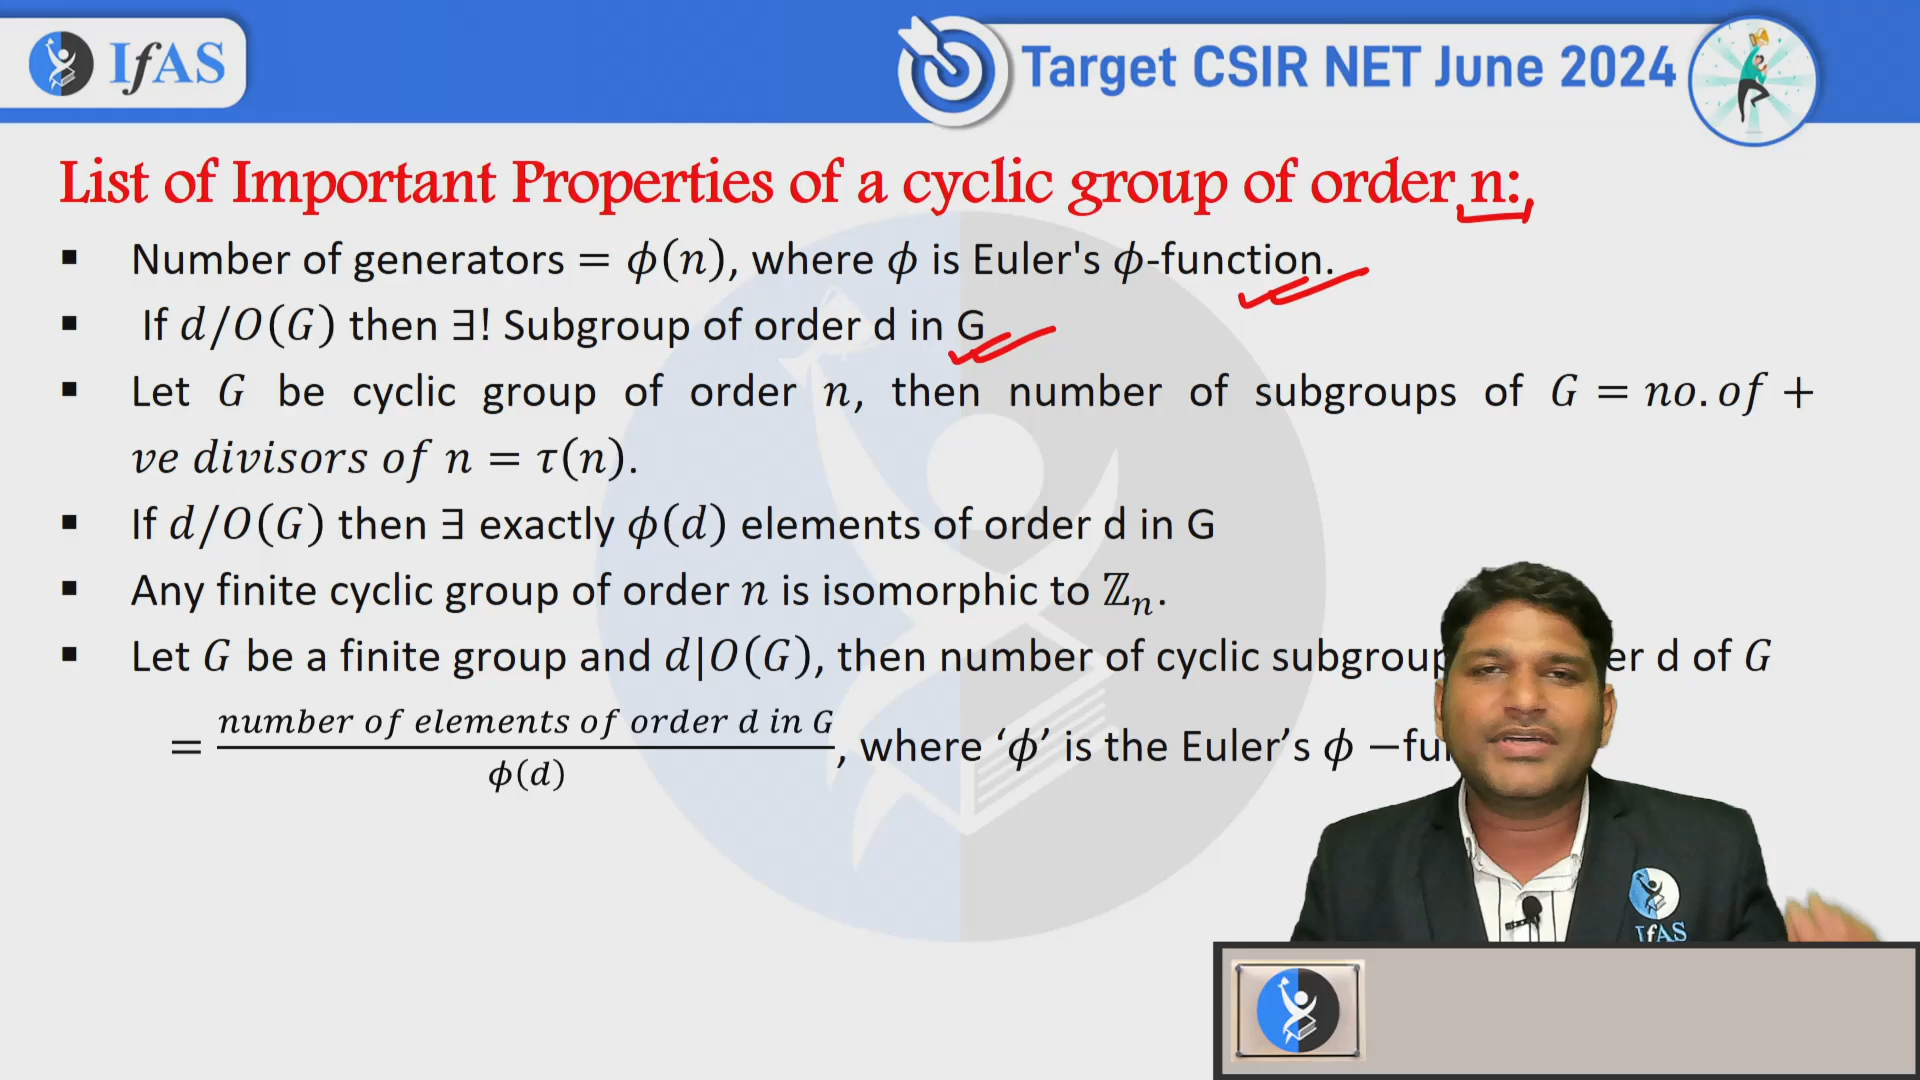 IfAS
Target CSIR NET June 2024
List of Important Properties of a cyclic group of order n:
▪ Number of generators = ϕ(n), where ϕ is Euler's ϕ-function.
▪ If d/O(G) then ∃! Subgroup of order d in G
▪ Let G be cyclic group of order n, then number of subgroups of G = no. of +
ve divisors of n = τ(n).
▪ If d/O(G) then ∃ exactly ϕ(d) elements of order d in G
▪ Any finite cyclic group of order n is isomorphic to ℤₙ.
▪ Let G be a finite group and d|O(G), then number of cyclic d of G
= number of elements of order d in G
ϕ(d)
, where ‘ϕ’ is the Euler’s ϕ −
IfAS